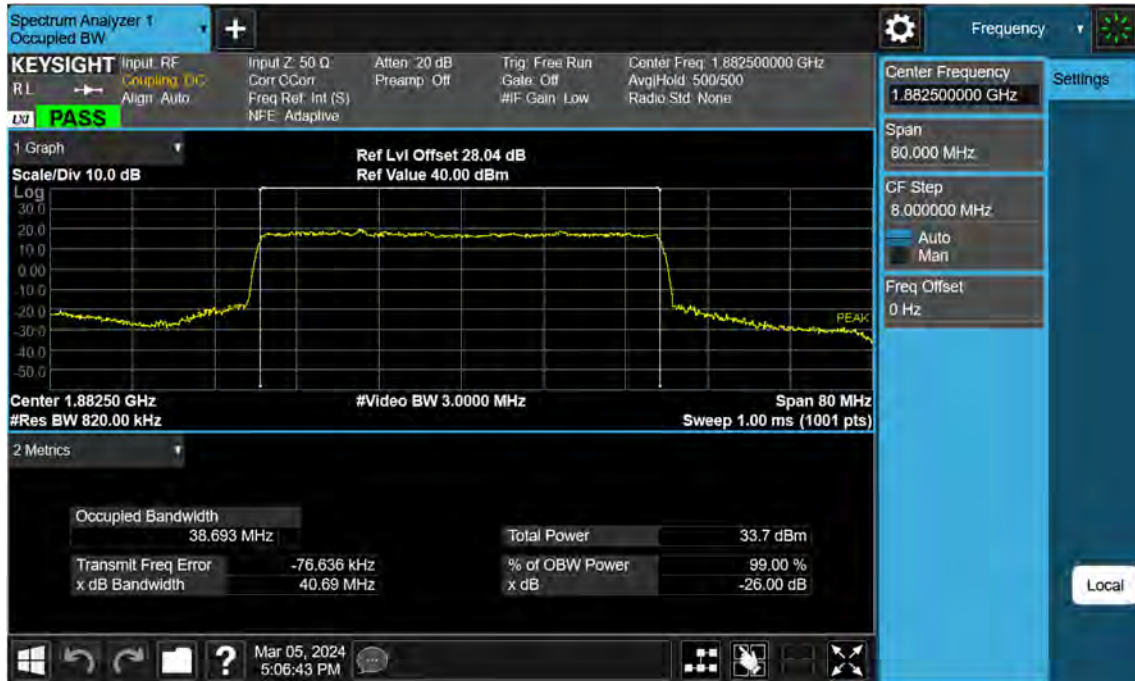 Spectrum Analyzer 1
Occupied BW
+
Frequency
KEYSIGHT
Input: RF
Coupling: DC
Align: Auto
Input Z: 50 Ω
Corr CCorr
Freq Ref: Int (S)
NFE: Adaptive
Atten: 20 dB
Preamp: Off
Trig: Free Run
Gate: Off
#IF Gain: Low
Center Freq: 1.882500000 GHz
Avg|Hold: 500/500
Radio Std: None
R L
LXI PASS
Center Frequency
1.882500000 GHz
Settings
Span
80.000 MHz
CF Step
8.000000 MHz
Auto
Man
Freq Offset
0 Hz
1 Graph
Scale/Div 10.0 dB
Ref Lvl Offset 28.04 dB
Ref Value 40.00 dBm
Log
30.0
20.0
10.0
0.00
-10.0
-20.0
-30.0
-40.0
-50.0
PEAK
Center 1.88250 GHz
#Video BW 3.0000 MHz
Span 80 MHz
#Res BW 820.00 kHz
Sweep 1.00 ms (1001 pts)
2 Metrics
Occupied Bandwidth
38.693 MHz
Total Power 33.7 dBm
Transmit Freq Error -76.636 kHz
% of OBW Power 99.00 %
x dB Bandwidth 40.69 MHz
x dB -26.00 dB
Local
?
Mar 05, 2024
5:06:43 PM